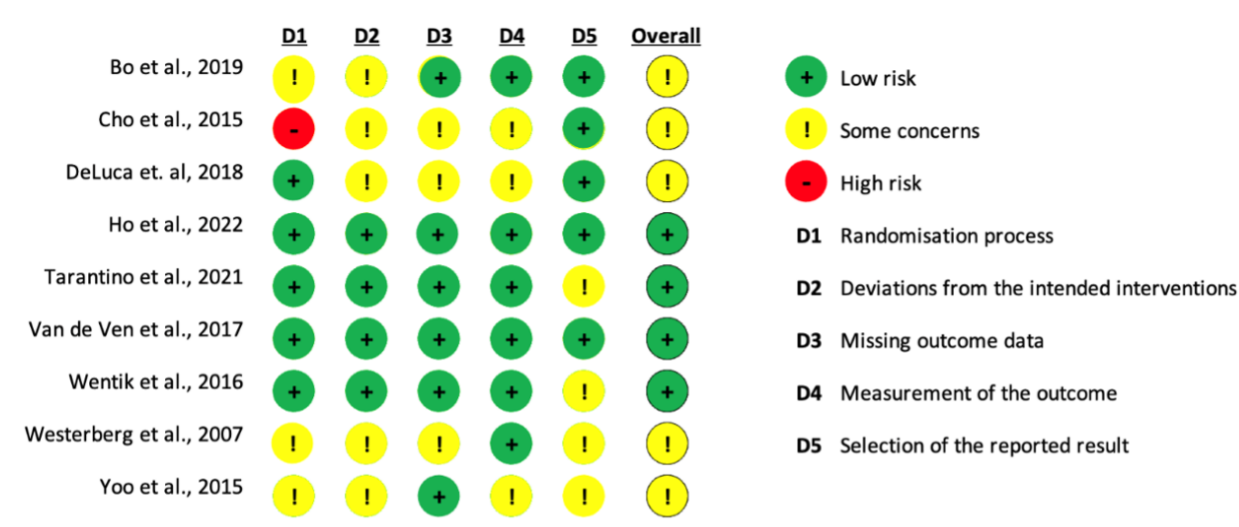 D1 D2 D3 D4 D5 Overall
Bo et al., 2019 ! ! + + + !
Cho et al., 2015 - ! ! ! + !
DeLuca et. al, 2018 + ! ! ! + !
Ho et al., 2022 + + + + + +
Tarantino et al., 2021 + + + + ! +
Van de Ven et al., 2017 + + + + + +
Wentik et al., 2016 + + + + ! +
Westerberg et al., 2007 ! ! ! + ! !
Yoo et al., 2015 ! ! + ! ! !
+ Low risk
! Some concerns
- High risk
D1 Randomisation process
D2 Deviations from the intended interventions
D3 Missing outcome data
D4 Measurement of the outcome
D5 Selection of the reported result